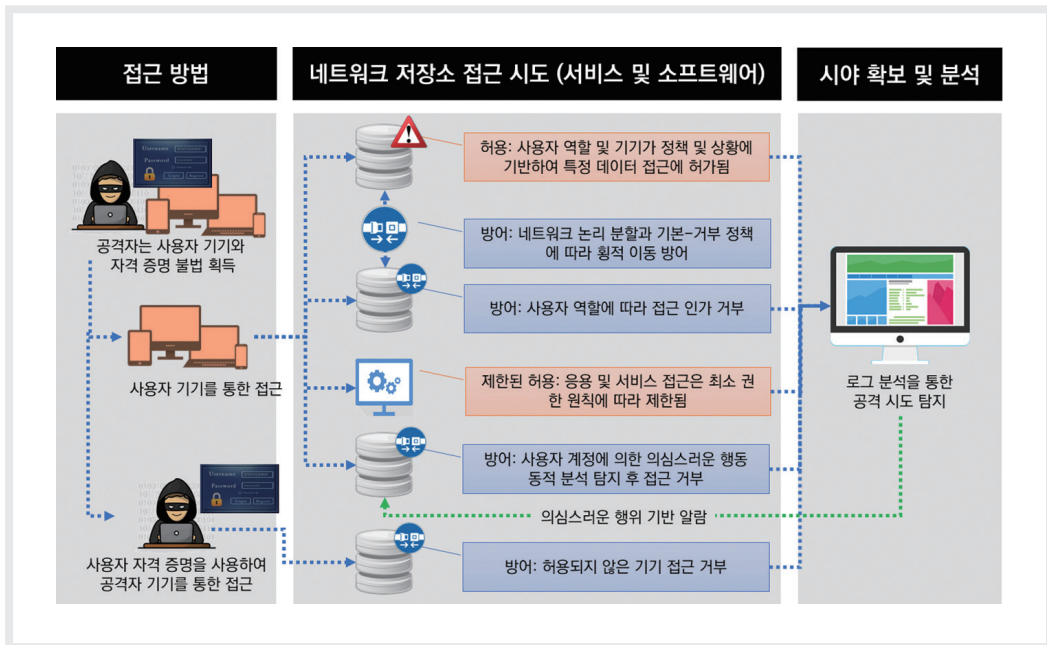 접근 방법
네트워크 저장소 접근 시도 (서비스 및 소프트웨어)
시야 확보 및 분석
Username
Password
공격자는 사용자 기기와
자격 증명 불법 획득
사용자 기기를 통한 접근
Username
Password
사용자 자격 증명을 사용하여
공격자 기기를 통한 접근
허용: 사용자 역할 및 기기가 정책 및 상황에
기반하여 특정 데이터 접근에 허가됨
방어: 네트워크 논리 분할과 기본-거부 정책
에 따라 횡적 이동 방어
방어: 사용자 역할에 따라 접근 인가 거부
제한된 허용: 응용 및 서비스 접근은 최소 권
한 원칙에 따라 제한됨
방어: 사용자 계정에 의한 의심스러운 행동
동적 분석 탐지 후 접근 거부
의심스러운 행위 기반 알람
방어: 허용되지 않은 기기 접근 거부
로그 분석을 통한
공격 시도 탐지